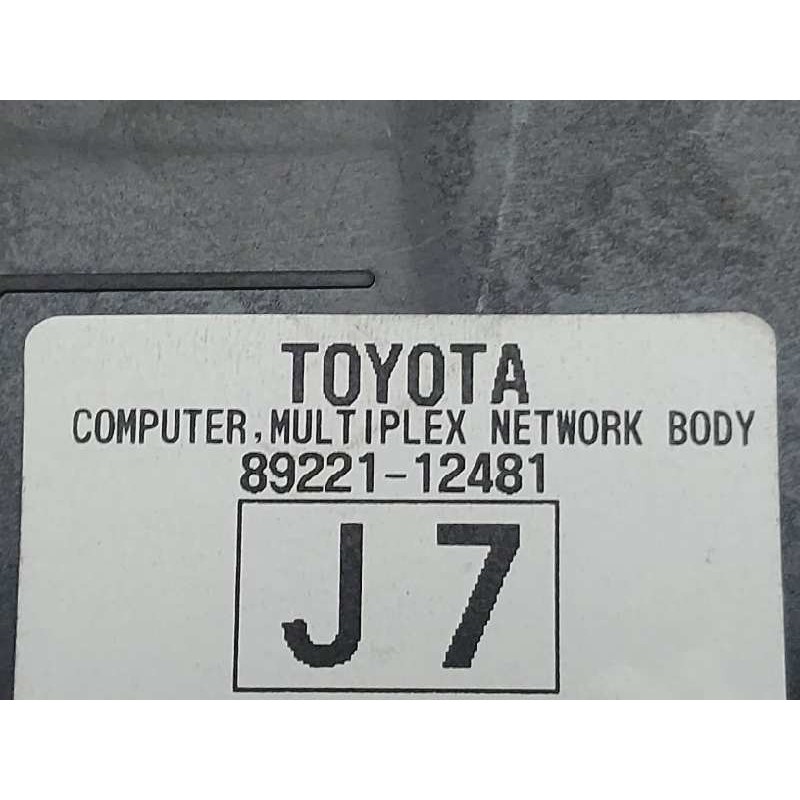 TOYOTA
COMPUTER, MULTIPLEX NETWORK BODY
89221-12481
J7